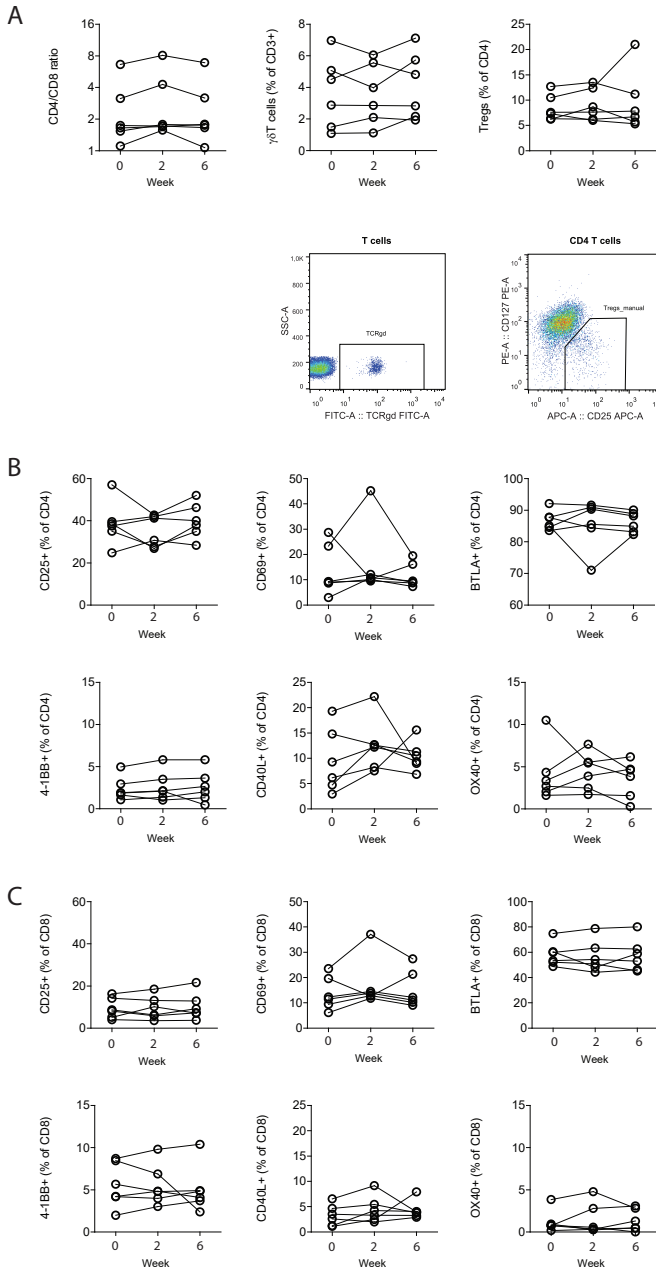 A
CD4/CD8 ratio
16
4
2
1
0 2 6
Week
γδT cells (% of CD3+)
8
6
4
2
0
0 2 6
Week
Tregs (% of CD4)
25
20
15
10
5
0
0 2 6
Week
T cells
SSC-A
1,0K
800
600
400
200
0
TCRgd
10^0 10^1 10^2 10^3 10^4
FITC-A :: TCRgd FITC-A
CD4 T cells
PE-A :: CD127 PE-A
10^4
10^3
10^2
10^1
10^0
Tregs_manual
10^0 10^1 10^2 10^3 10^4
APC-A :: CD25 APC-A
B
CD25+ (% of CD4)
60
40
20
0
0 2 6
Week
CD69+ (% of CD4)
50
40
30
20
10
0
0 2 6
Week
BTLA+ (% of CD4)
100
90
80
70
60
0 2 6
Week
4-1BB+ (% of CD4)
15
10
5
0
0 2 6
Week
CD40L+ (% of CD4)
25
20
15
10
5
0
0 2 6
Week
OX40+ (% of CD4)
15
10
5
0
0 2 6
Week
C
CD25+ (% of CD8)
60
40
20
0
0 2 6
Week
CD69+ (% of CD8)
50
40
30
20
10
0
0 2 6
Week
BTLA+ (% of CD8)
100
80
60
40
20
0
0 2 6
Week
4-1BB+ (% of CD8)
15
10
5
0
0 2 6
Week
CD40L+ (% of CD8)
25
20
15
10
5
0
0 2 6
Week
OX40+ (% of CD8)
15
10
5
0
0 2 6
Week